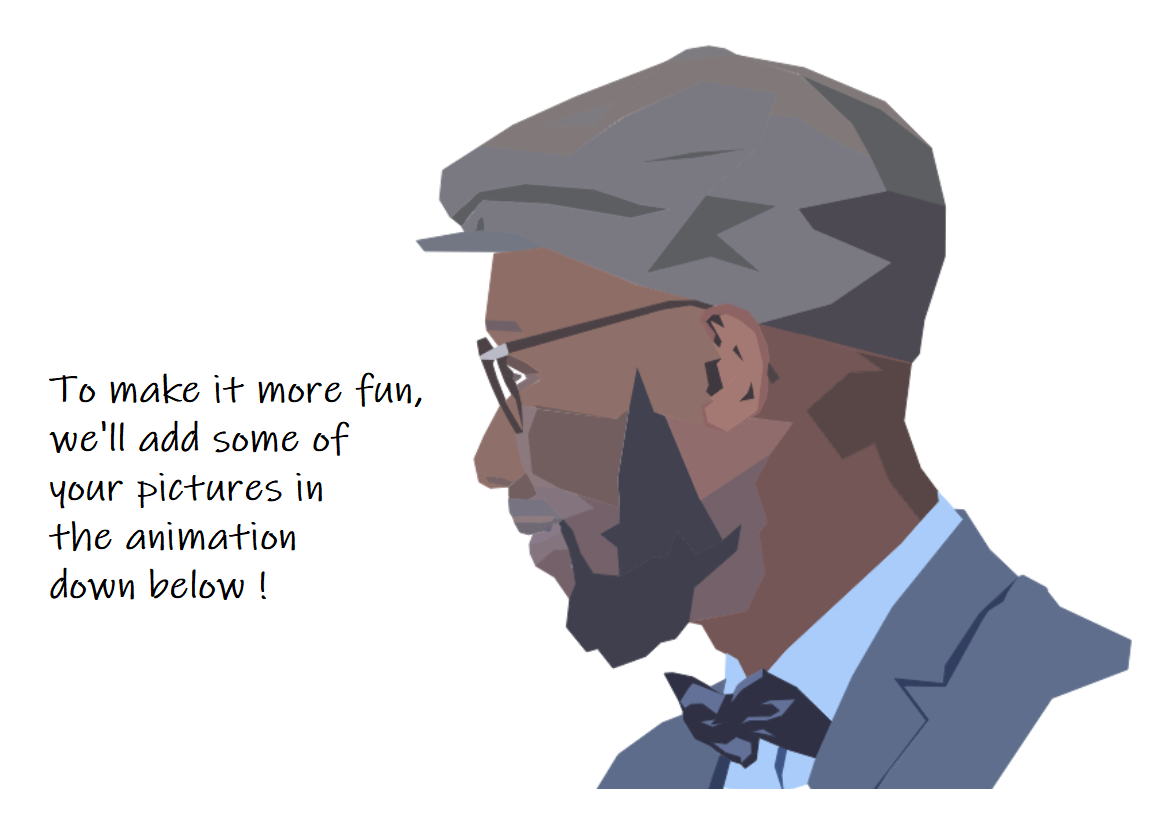 To make it more fun,
we'll add some of
your pictures in
the animation
down below !